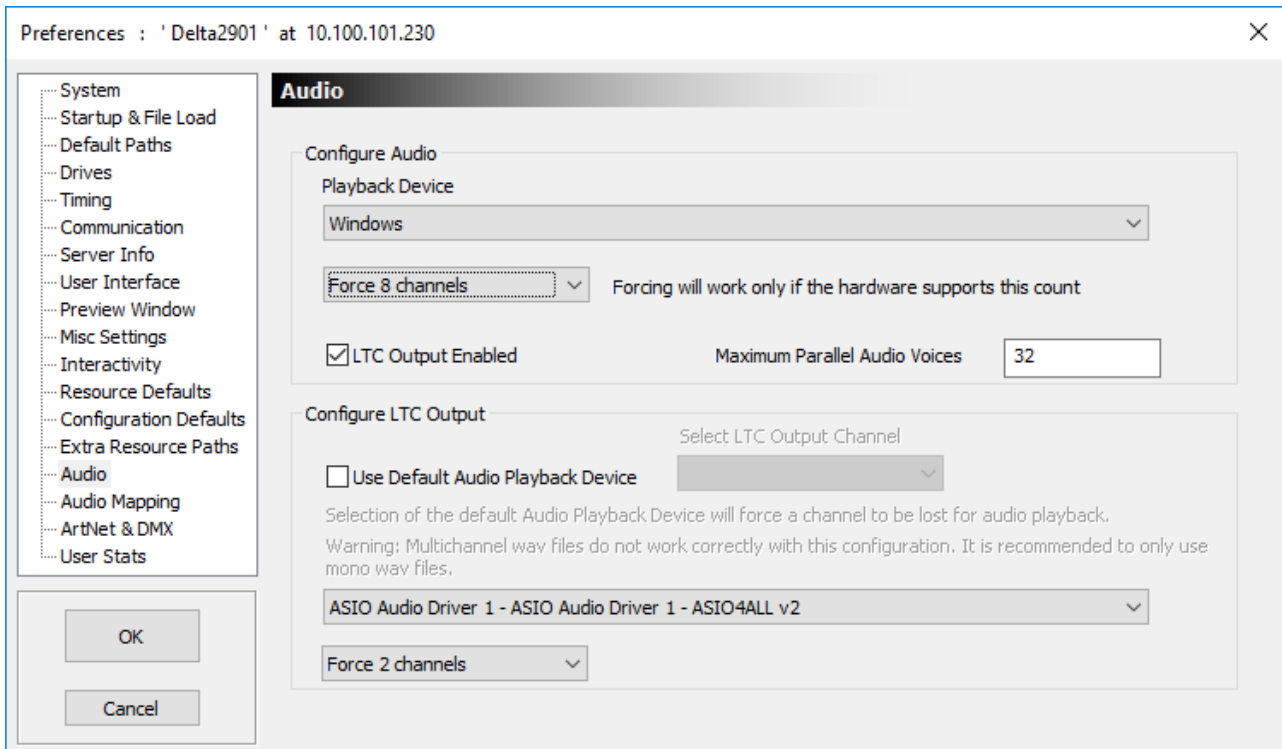 Preferences : 'Delta2901' at 10.100.101.230
System
Startup & File Load
Default Paths
Drives
Timing
Communication
Server Info
User Interface
Preview Window
Misc Settings
Interactivity
Resource Defaults
Configuration Defaults
Extra Resource Paths
Audio
Audio Mapping
ArtNet & DMX
User Stats
OK
Cancel
Audio
Configure Audio
Playback Device
Windows
Force 8 channels Forcing will work only if the hardware supports this count
LTC Output Enabled Maximum Parallel Audio Voices 32
Configure LTC Output
Select LTC Output Channel
Use Default Audio Playback Device
Selection of the default Audio Playback Device will force a channel to be lost for audio playback.
Warning: Multichannel wav files do not work correctly with this configuration. It is recommended to only use
mono wav files.
ASIO Audio Driver 1 - ASIO Audio Driver 1 - ASIO4ALL v2
Force 2 channels